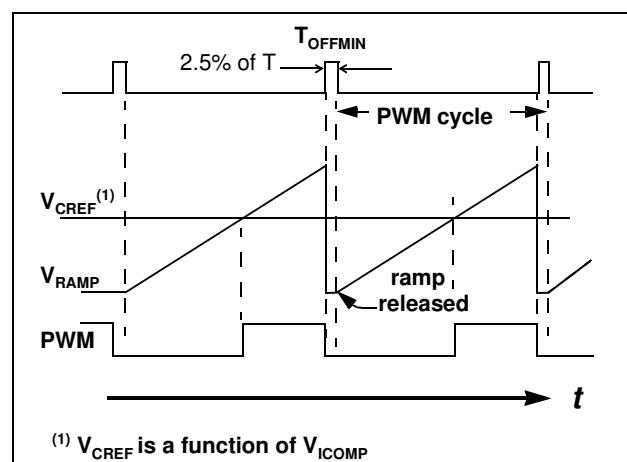 T_OFFMIN
2.5% of T
PWM cycle
V_CREF^(1)
V_RAMP
ramp
released
PWM
t
(1) V_CREF is a function of V_ICOMP